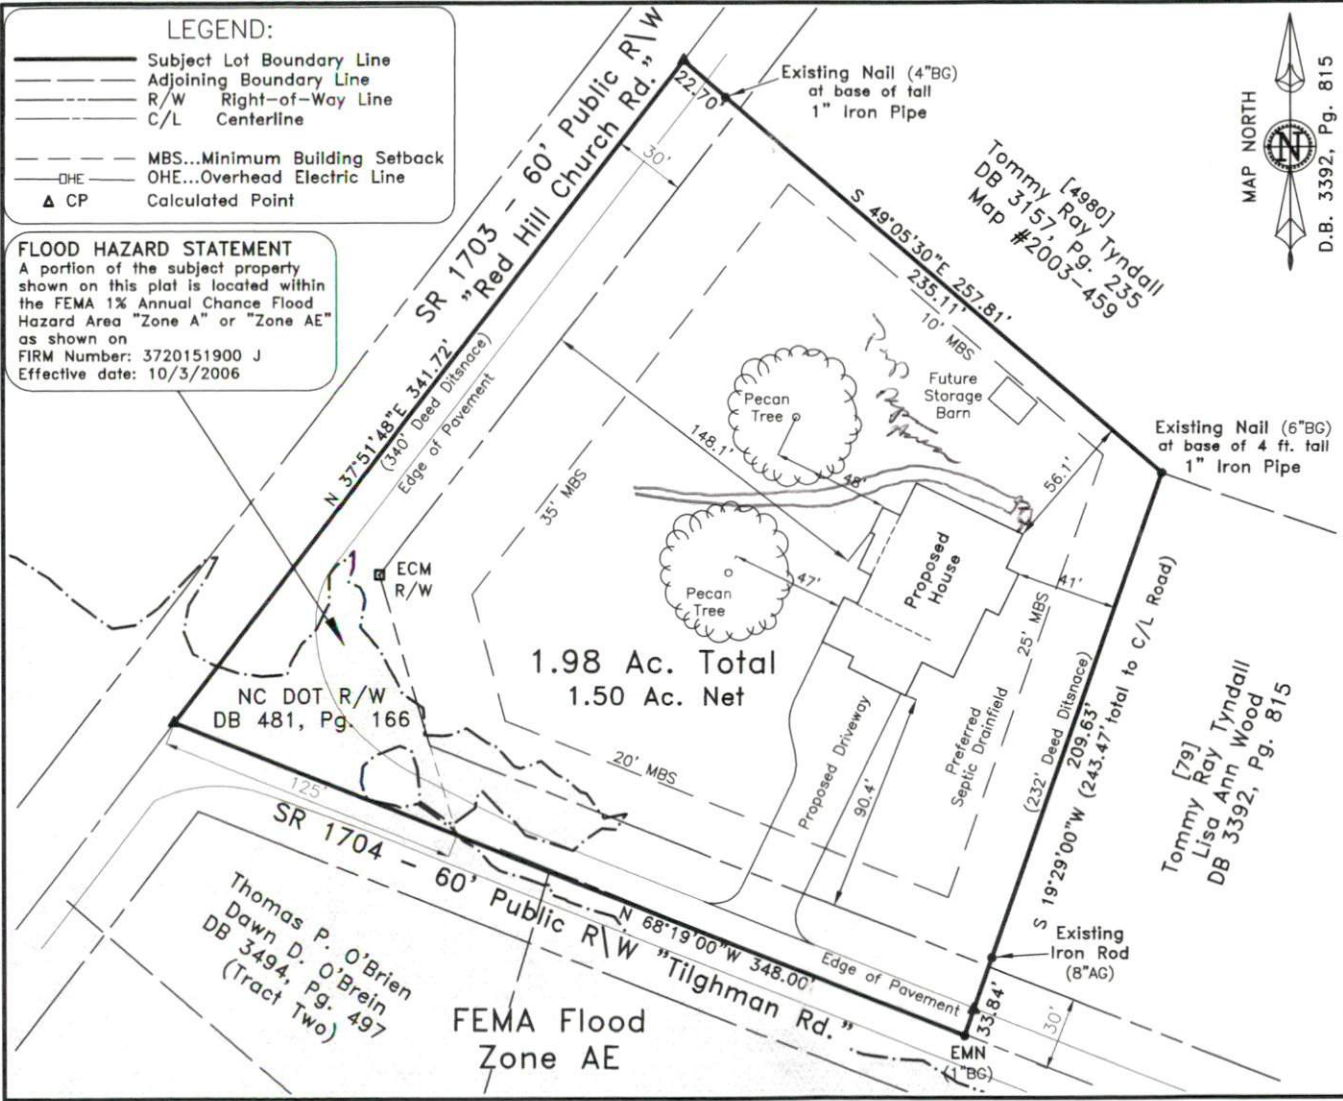 LEGEND:
Subject Lot Boundary Line
Adjoining Boundary Line
R/W Right-of-Way Line
C/L Centerline
MBS...Minimum Building Setback
OHE OHE...Overhead Electric Line
CP Calculated Point
FLOOD HAZARD STATEMENT
A portion of the subject property
shown on this plat is located within
the FEMA 1% Annual Chance Flood
Hazard Area "Zone A" or "Zone AE"
as shown on
FIRM Number: 3720151900 J
Effective date: 10/3/2006
SR 1703 - 60' Public R\W
"Red Hill Church Rd."
22.70'
30'
Existing Nail (4"BG)
at base of tall
1" Iron Pipe
MAP NORTH
N
D.B. 3392, Pg. 815
[4980]
Tommy Ray Tyndall
DB 3157, Pg. 235
Map #2003-459
S 49°05'30"E 257.81'
235.11'
10' MBS
N 37°51'48"E 341.72'
(340' Deed Ditsnace)
Edge of Pavement
35' MBS
148.1'
Pecan
Tree
Future
Storage
Barn
Existing Nail (6"BG)
at base of 4 ft. tall
1" Iron Pipe
56.1'
48'
ECM
R/W
Pecan
Tree
47'
Proposed
House
41'
25' MBS
1.98 Ac. Total
1.50 Ac. Net
NC DOT R/W
DB 481, Pg. 166
20' MBS
Proposed Driveway
90.4'
Preferred
Septic Drainfield
(232' Deed Ditsnace)
209.63'
S 19°29'00"W (243.47' total to C/L Road)
[79]
Tommy Ray Tyndall
Lisa Ann Wood
DB 3392, Pg. 815
125'
SR 1704 - 60' Public R\W "Tilghman Rd."
N 68°19'00"W 348.00'
Edge of Pavement
Existing
Iron Rod
(8"AG)
33.84'
30'
EMN
(1"BG)
Thomas P. O'Brien
Dawn D. O'Brein
DB 3494, Pg. 497
(Tract Two)
FEMA Flood
Zone AE